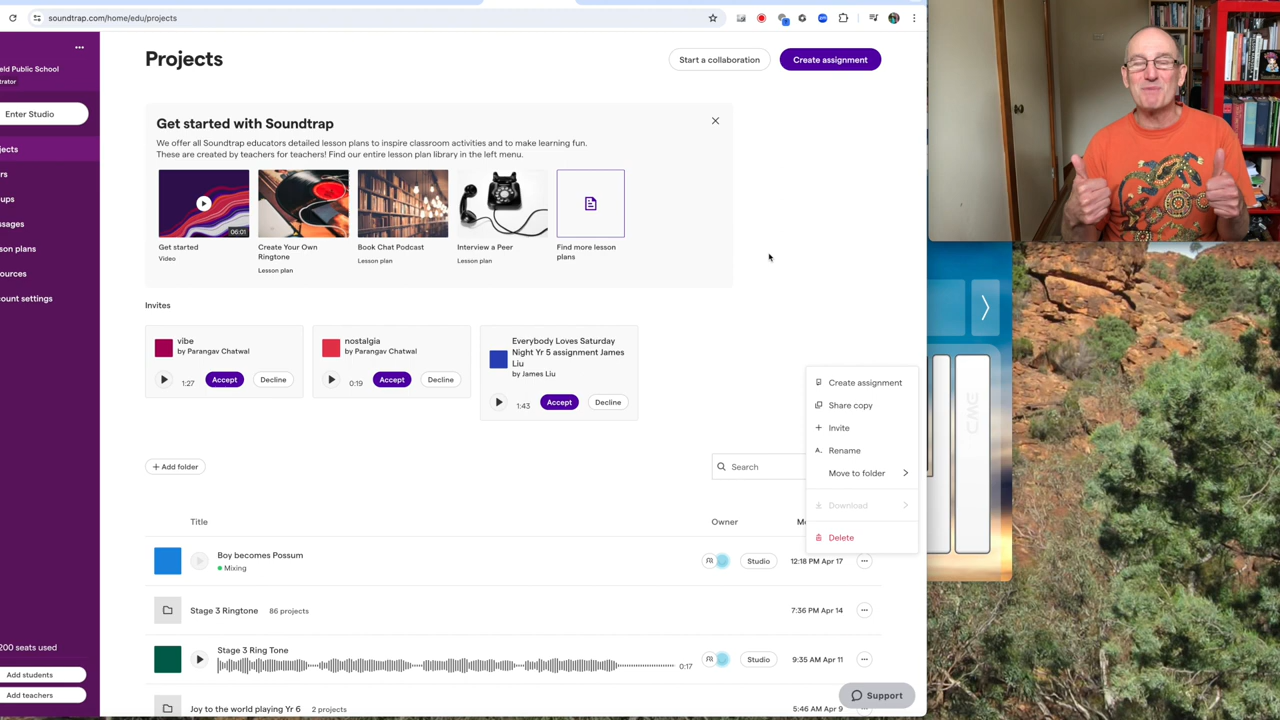 soundtrap.com/home/edu/projects
eld Public School
trator
Enter Studio
jects
rs
ups
ssages
son plans
ources
ount settings
200 seats used
Add students
Add teachers
Projects
Start a collaboration
Create assignment
Get started with Soundtrap
We offer all Soundtrap educators detailed lesson plans to inspire classroom activities and to make learning fun.
These are created by teachers for teachers! Find our entire lesson plan library in the left menu.
06:01
Get started
Video
Create Your Own
Ringtone
Lesson plan
Book Chat Podcast
Lesson plan
Interview a Peer
Lesson plan
Find more lesson
plans
Invites
vibe
by Parangav Chatwal
1:27
Accept
Decline
nostalgia
by Parangav Chatwal
0:19
Accept
Decline
Everybody Loves Saturday
Night Yr 5 assignment James
Liu
by James Liu
1:43
Accept
Decline
+ Add folder
Search
Create assignment
Share copy
Invite
Rename
Move to folder
Download
Delete
Title
Owner
Mo
Boy becomes Possum
Mixing
Studio
12:18 PM Apr 17
Stage 3 Ringtone 86 projects
7:36 PM Apr 14
Stage 3 Ring Tone
0:17
Studio
9:35 AM Apr 11
Joy to the world playing Yr 6 2 projects
5:46 AM Apr 9
Support
CME